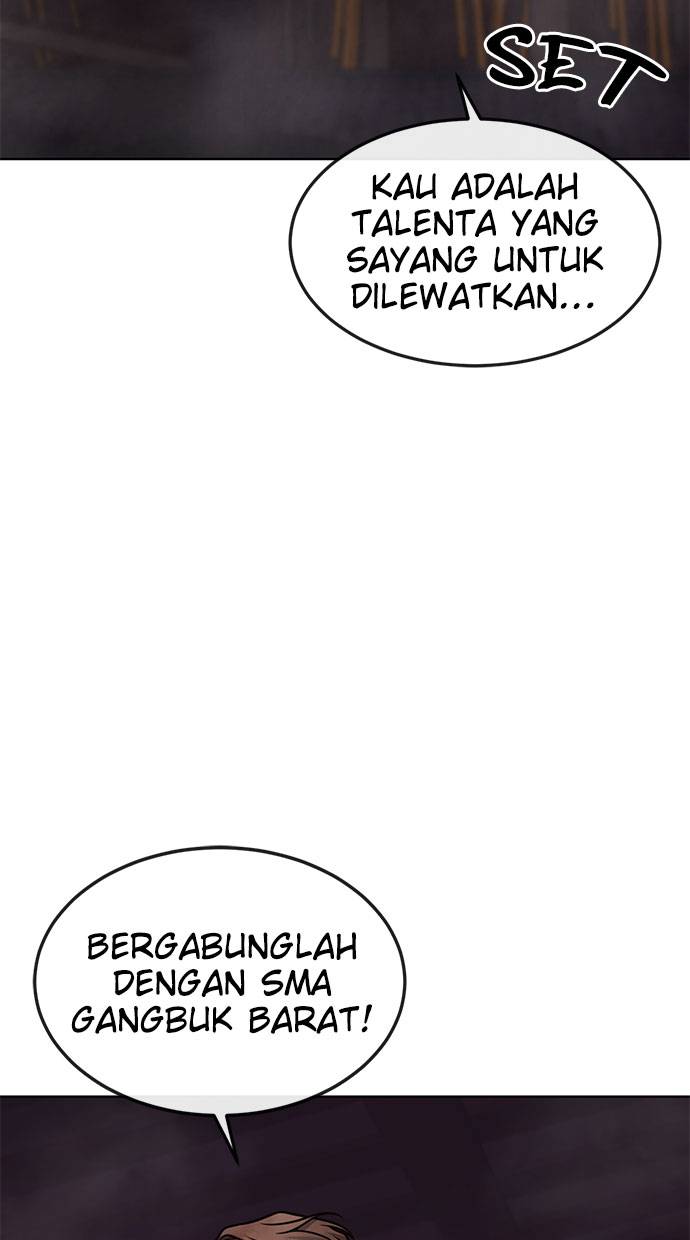 SET
KAU ADALAH
TALENTA YANG
SAYANG UNTUK
DILEWATKAN...
BERGABUNGLAH
DENGAN SMA
GANGBUK BARAT!